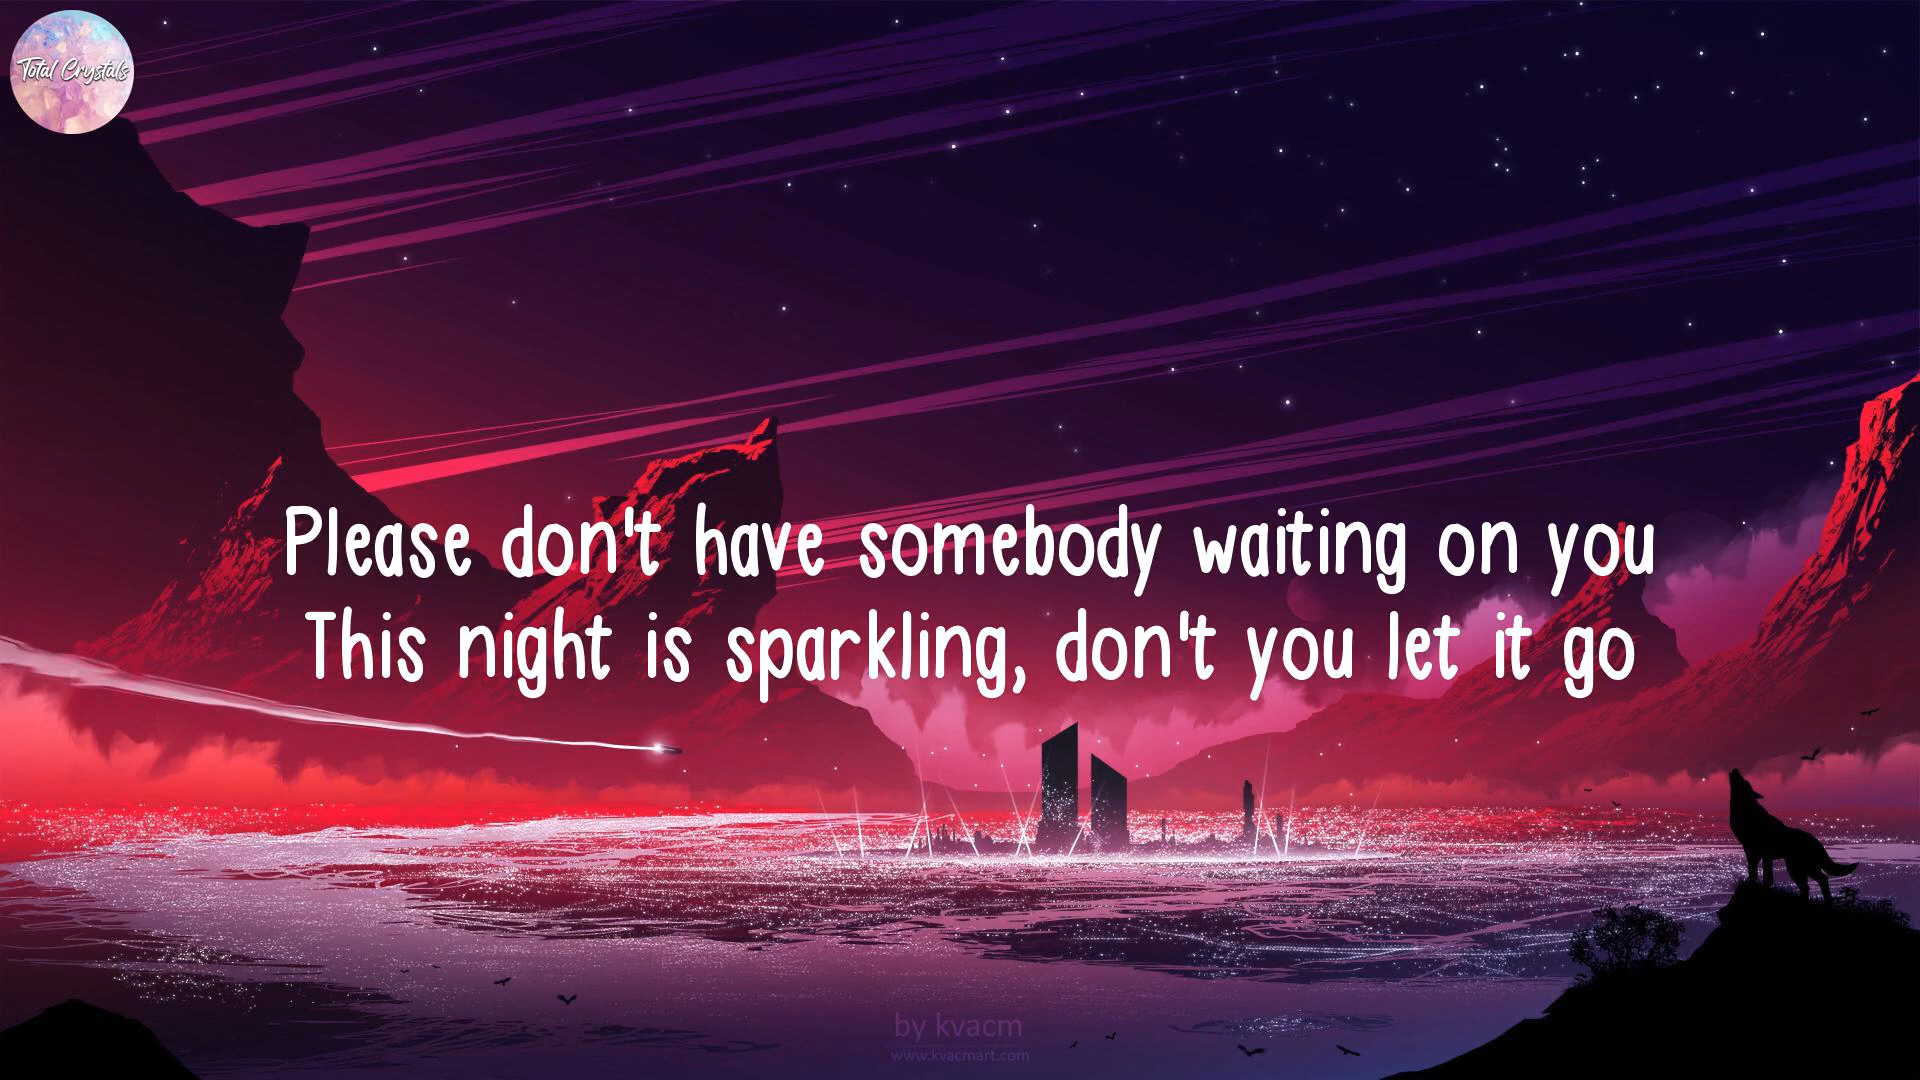 Total Crystals
Please don't have somebody waiting on you
This night is sparkling, don't you let it go
by kvacm
www.kvacmart.com